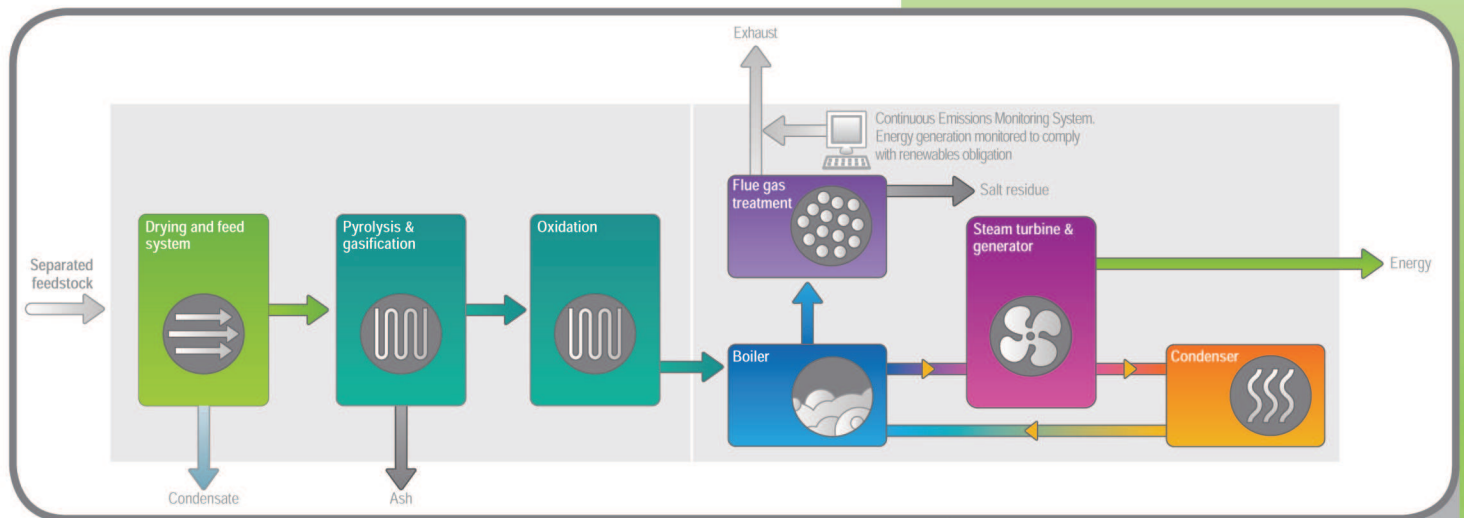 Exhaust
Continuous Emissions Monitoring System.
Energy generation monitored to comply
with renewables obligation
Flue gas
treatment
Salt residue
Drying and feed
system
Pyrolysis &
gasification
Oxidation
Steam turbine &
generator
Separated
feedstock
Energy
Boiler
Condenser
Condensate
Ash